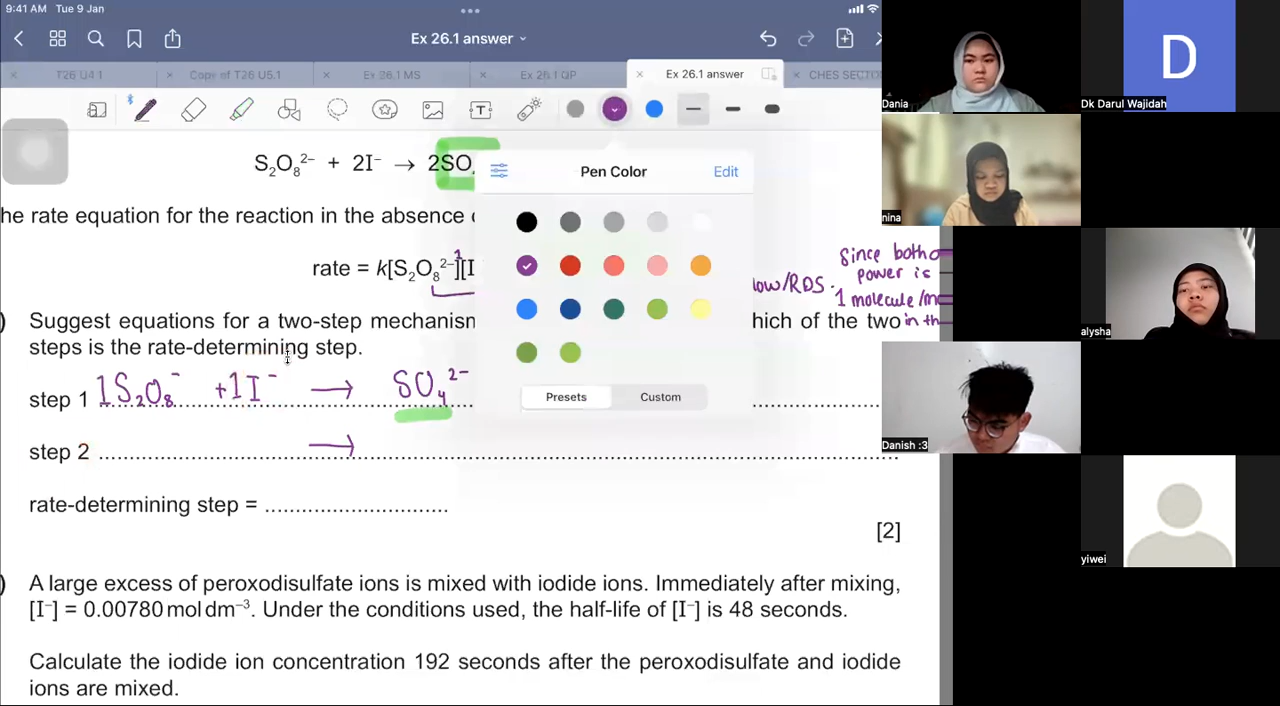 9:41 AM Tue 9 Jan
Ex 26.1 answer
T26 U4 1
Copy of T26 U5.1
Ex 26.1 MS
Ex 26.1 QP
Ex 26.1 answer
CHES SECTO
S₂O₈²⁻ + 2I⁻ → 2SO
he rate equation for the reaction in the absence
rate = k[S₂O₈²⁻]¹[I
Pen Color
Edit
Presets
Custom
low/RDS.
Since both
power is
1 molecule/m
in th
) Suggest equations for a two-step mechanism
hich of the two
steps is the rate-determining step.
step 1 1S₂O₈⁻ + 1I⁻ → SO₄²⁻
step 2 →
rate-determining step = ..............................
[2]
) A large excess of peroxodisulfate ions is mixed with iodide ions. Immediately after mixing,
[I⁻] = 0.00780 mol dm⁻³. Under the conditions used, the half-life of [I⁻] is 48 seconds.
Calculate the iodide ion concentration 192 seconds after the peroxodisulfate and iodide
ions are mixed.
Dania
D
Dk Darul Wajidah
nina
alysha
Danish :3
yiwei